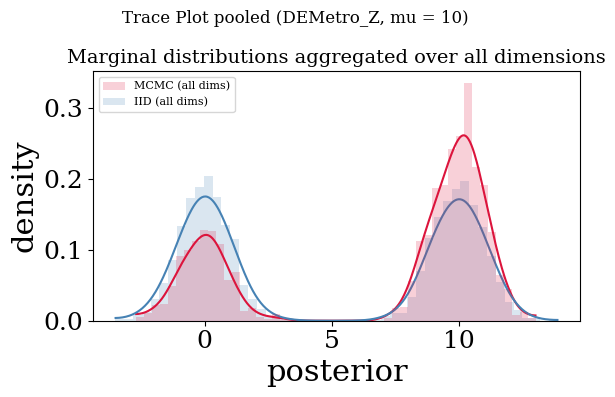 Trace Plot pooled (DEMetro_Z, mu = 10)
Marginal distributions aggregated over all dimensions
MCMC (all dims)
IID (all dims)
density
0.3
0.2
0.1
0.0
0 5 10
posterior